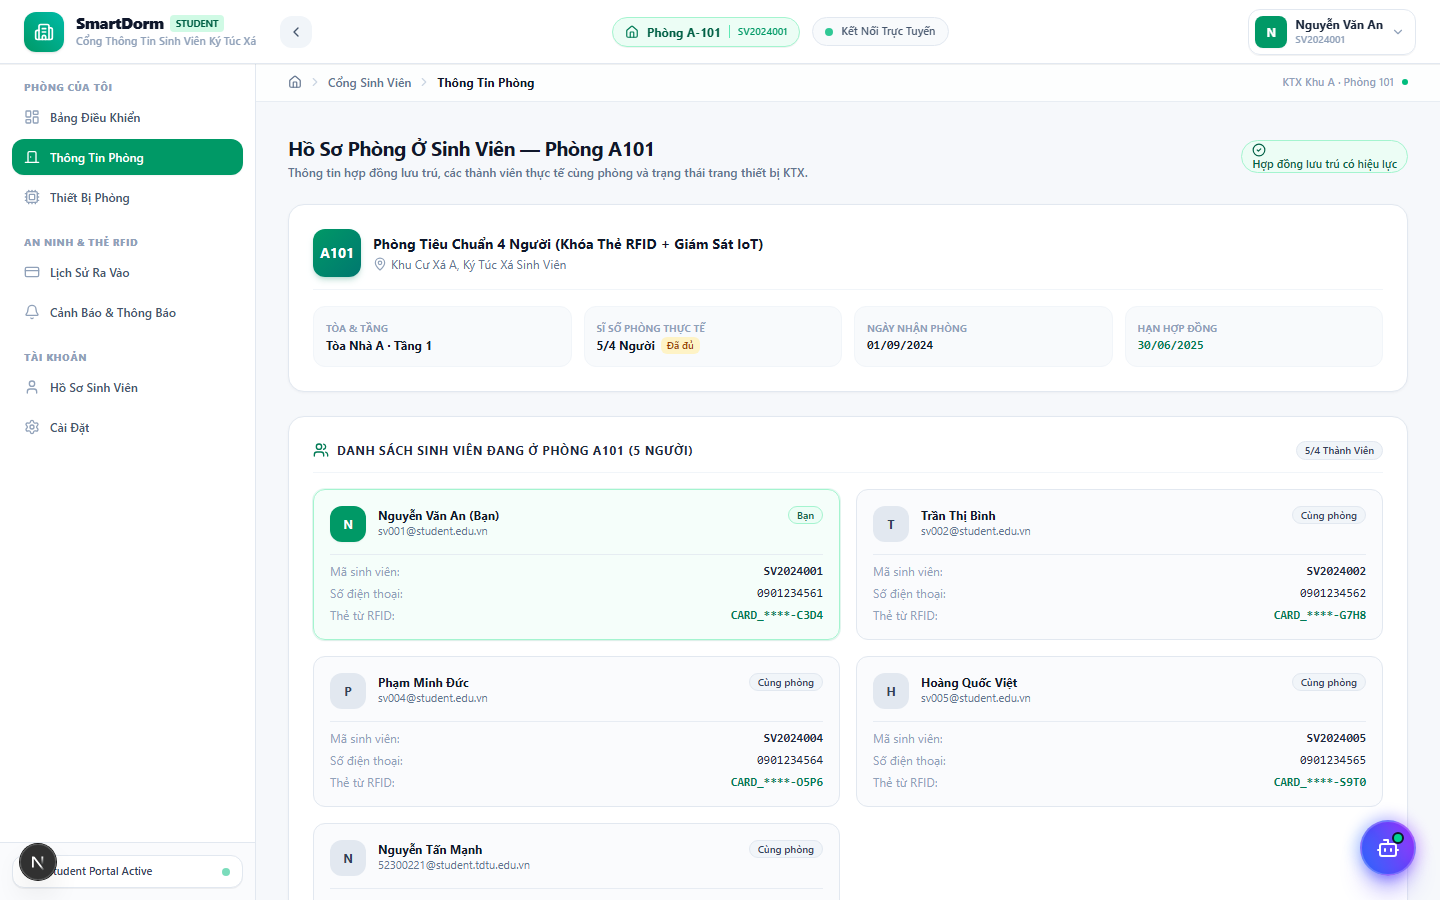 SmartDorm STUDENT
Cổng Thông Tin Sinh Viên Ký Túc Xá
Phòng A-101 SV2024001
Kết Nối Trực Tuyến
N
Nguyễn Văn An
SV2024001
PHÒNG CỦA TÔI
Bảng Điều Khiển
Thông Tin Phòng
Thiết Bị Phòng
AN NINH & THẺ RFID
Lịch Sử Ra Vào
Cảnh Báo & Thông Báo
TÀI KHOẢN
Hồ Sơ Sinh Viên
Cài Đặt
N
tudent Portal Active
Cổng Sinh Viên
Thông Tin Phòng
KTX Khu A · Phòng 101
Hồ Sơ Phòng Ở Sinh Viên — Phòng A101
Thông tin hợp đồng lưu trú, các thành viên thực tế cùng phòng và trạng thái trang thiết bị KTX.
Hợp đồng lưu trú có hiệu lực
A101
Phòng Tiêu Chuẩn 4 Người (Khóa Thẻ RFID + Giám Sát IoT)
Khu Cư Xá A, Ký Túc Xá Sinh Viên
TÒA & TẦNG
Tòa Nhà A · Tầng 1
SĨ SỐ PHÒNG THỰC TẾ
5/4 Người Đã đủ
NGÀY NHẬN PHÒNG
01/09/2024
HẠN HỢP ĐỒNG
30/06/2025
DANH SÁCH SINH VIÊN ĐANG Ở PHÒNG A101 (5 NGƯỜI)
5/4 Thành Viên
N
Nguyễn Văn An (Bạn)
sv001@student.edu.vn
Bạn
Mã sinh viên: SV2024001
Số điện thoại: 0901234561
Thẻ từ RFID: CARD_****-C3D4
T
Trần Thị Bình
sv002@student.edu.vn
Cùng phòng
Mã sinh viên: SV2024002
Số điện thoại: 0901234562
Thẻ từ RFID: CARD_****-G7H8
P
Phạm Minh Đức
sv004@student.edu.vn
Cùng phòng
Mã sinh viên: SV2024004
Số điện thoại: 0901234564
Thẻ từ RFID: CARD_****-O5P6
H
Hoàng Quốc Việt
sv005@student.edu.vn
Cùng phòng
Mã sinh viên: SV2024005
Số điện thoại: 0901234565
Thẻ từ RFID: CARD_****-S9T0
N
Nguyễn Tấn Mạnh
52300221@student.tdtu.edu.vn
Cùng phòng